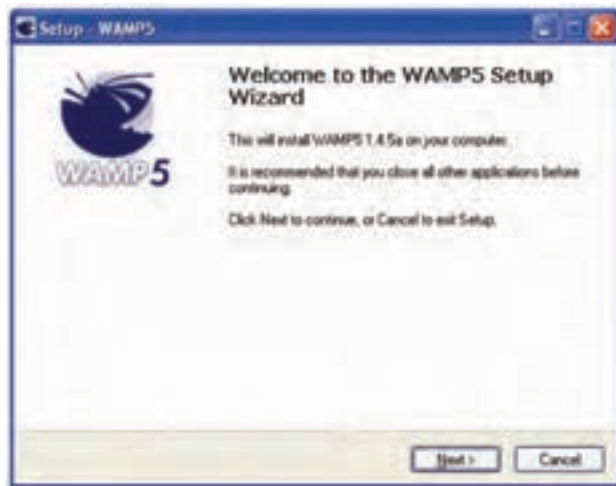 Setup - WAMP5
Welcome to the WAMP5 Setup
Wizard
This will install WAMP5 1.4.5a on your computer.
It is recommended that you close all other applications before
continuing.
Click Next to continue, or Cancel to exit Setup.
WAMP5
Next >
Cancel